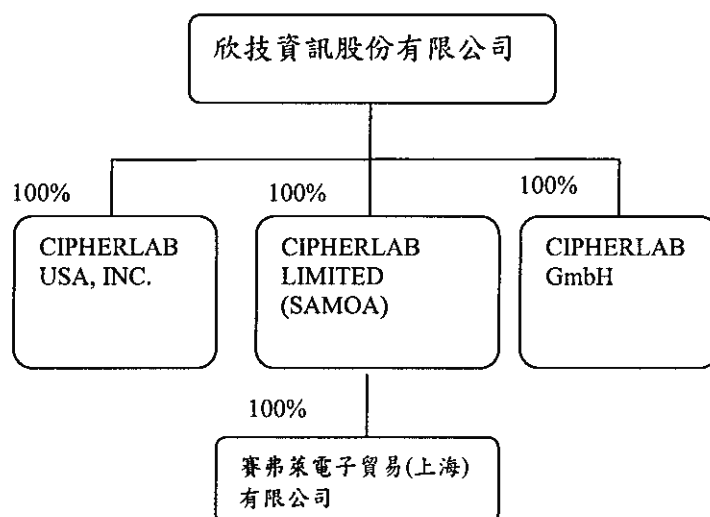 欣技資訊股份有限公司
100%
100%
100%
CIPHERLAB
USA, INC.
CIPHERLAB
LIMITED
(SAMOA)
CIPHERLAB
GmbH
100%
賽弗萊電子貿易(上海)
有限公司